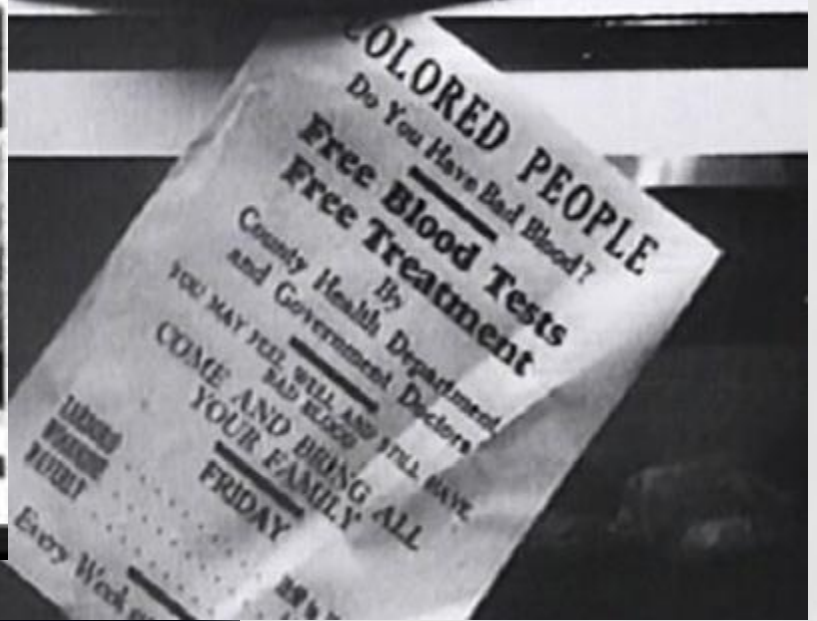 COLORED PEOPLE
Do You Have Bad Blood?
Free Blood Tests
Free Treatment
By
County Health Department
and Government Doctors
YOU MAY FEEL WELL AND STILL HAVE
BAD BLOOD
COME AND BRING ALL
YOUR FAMILY
FRIDAY
Every Week